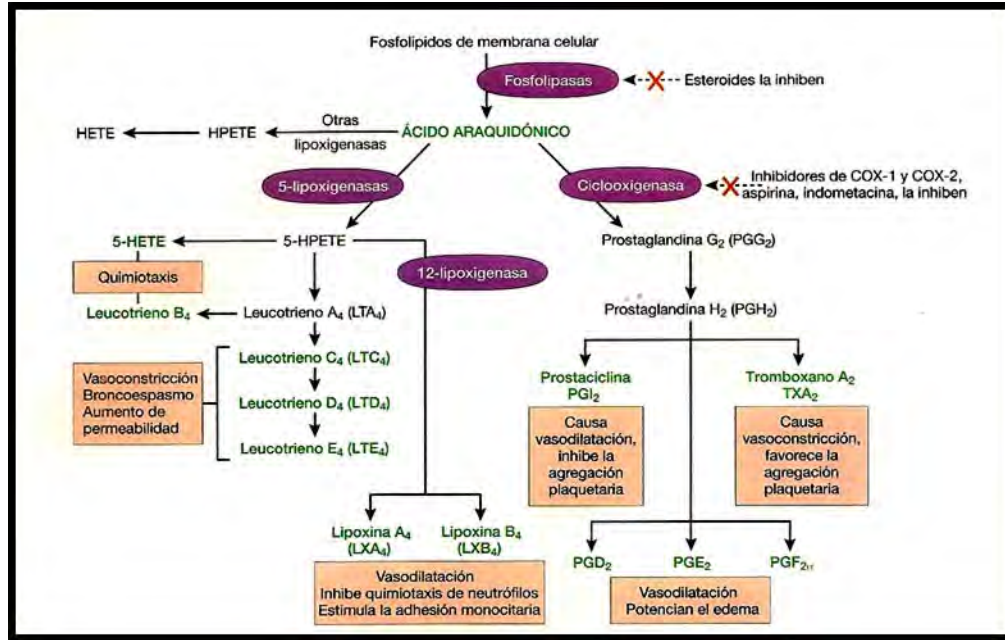 Fosfolípidos de membrana celular
Fosfolipasas
Esteroides la inhiben
HETE
HPETE
Otras
lipoxigenasas
ÁCIDO ARAQUIDÓNICO
5-lipoxigenasas
Ciclooxigenasa
Inhibidores de COX-1 y COX-2,
aspirina, indometacina, la inhiben
5-HETE
5-HPETE
Prostaglandina G₂ (PGG₂)
12-lipoxigenasa
Quimiotaxis
Leucotrieno B₄
Leucotrieno A₄ (LTA₄)
Prostaglandina H₂ (PGH₂)
Leucotrieno C₄ (LTC₄)
Vasoconstricción
Broncoespasmo
Aumento de
permeabilidad
Leucotrieno D₄ (LTD₄)
Leucotrieno E₄ (LTE₄)
Prostaciclina
PGI₂
Causa
vasodilatación,
inhibe la
agregación
plaquetaria
Tromboxano A₂
TXA₂
Causa
vasoconstricción,
favorece la
agregación
plaquetaria
Lipoxina A₄
(LXA₄)
Lipoxina B₄
(LXB₄)
Vasodilatación
Inhibe quimiotaxis de neutrófilos
Estimula la adhesión monocitaria
PGD₂
PGE₂
Vasodilatación
Potencian el edema